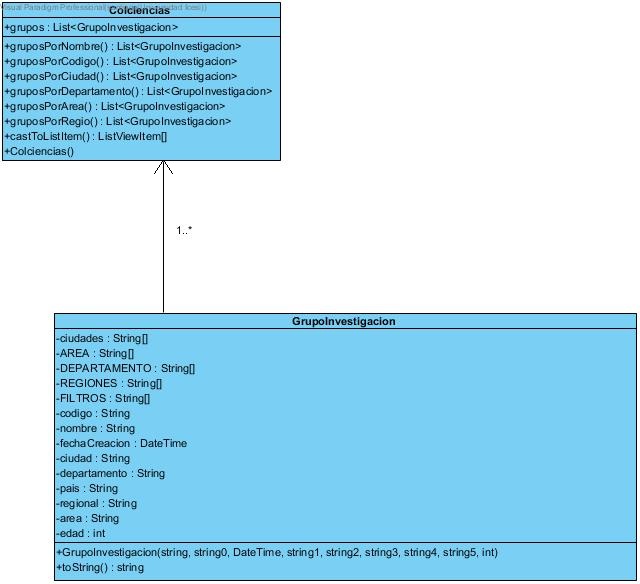 Visual Paradigm Professional
Colciencias
+grupos : List<GrupoInvestigacion>
+gruposPorNombre() : List<GrupoInvestigacion>
+gruposPorCodigo() : List<GrupoInvestigacion>
+gruposPorCiudad() : List<GrupoInvestigacion>
+gruposPorDepartamento() : List<GrupoInvestigacion>
+gruposPorArea() : List<GrupoInvestigacion>
+gruposPorRegio() : List<GrupoInvestigacion>
+castToListItem() : ListViewItem[]
+Colciencias()
1..*
GrupoInvestigacion
-ciudades : String[]
-AREA : String[]
-DEPARTAMENTO : String[]
-REGIONES : String[]
-FILTROS : String[]
-codigo : String
-nombre : String
-fechaCreacion : DateTime
-ciudad : String
-departamento : String
-pais : String
-regional : String
-area : String
-edad : int
+GrupoInvestigacion(string, string0, DateTime, string1, string2, string3, string4, string5, int)
+toString() : string